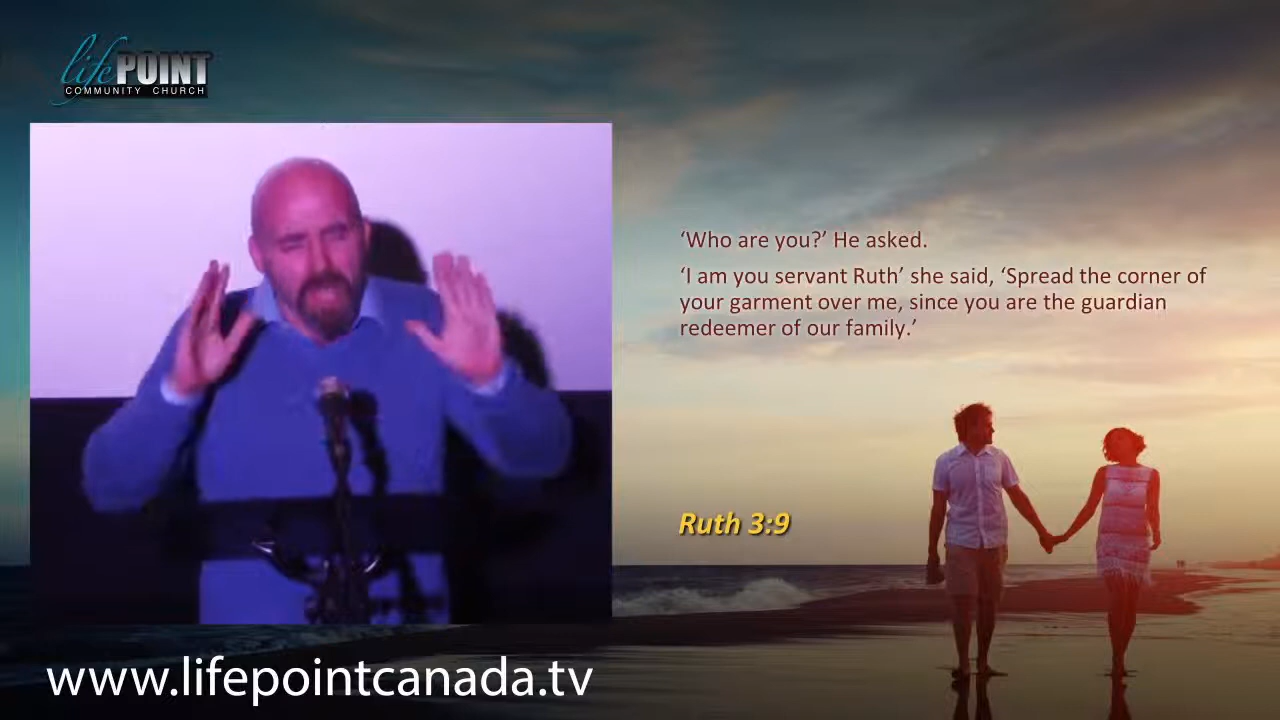 life POINT
COMMUNITY CHURCH
‘Who are you?’ He asked.
‘I am you servant Ruth’ she said, ‘Spread the corner of
your garment over me, since you are the guardian
redeemer of our family.’
Ruth 3:9
www.lifepointcanada.tv